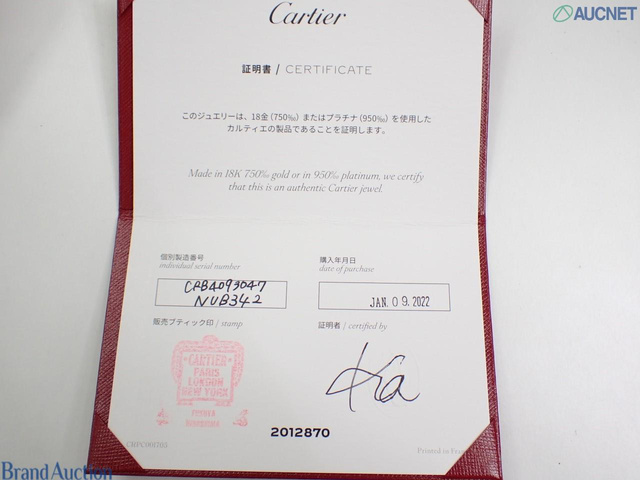 Cartier
AUCNET
証明書 / CERTIFICATE
このジュエリーは、18金（750‰）またはプラチナ（950‰）を使用した
カルティエの製品であることを証明します。
Made in 18K 750‰ gold or in 950‰ platinum, we certify
that this is an authentic Cartier jewel.
個別製造番号
individual serial number
購入年月日
date of purchase
CRB4093047
NUB342
JAN. 09. 2022
販売ブティック印 / stamp
証明者 / certified by
CARTIER
PARIS
LONDON
NEW YORK
2012870
CRFC001703
Printed in
Brand Auction